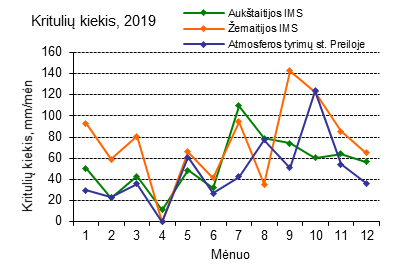 Kritulių kiekis, 2019
Aukštaitijos IMS
Žemaitijos IMS
Atmosferos tyrimų st. Preiloje
Kritulių kiekis, mm/mėn
160
140
120
100
80
60
40
20
0
1 2 3 4 5 6 7 8 9 10 11 12
Mėnuo